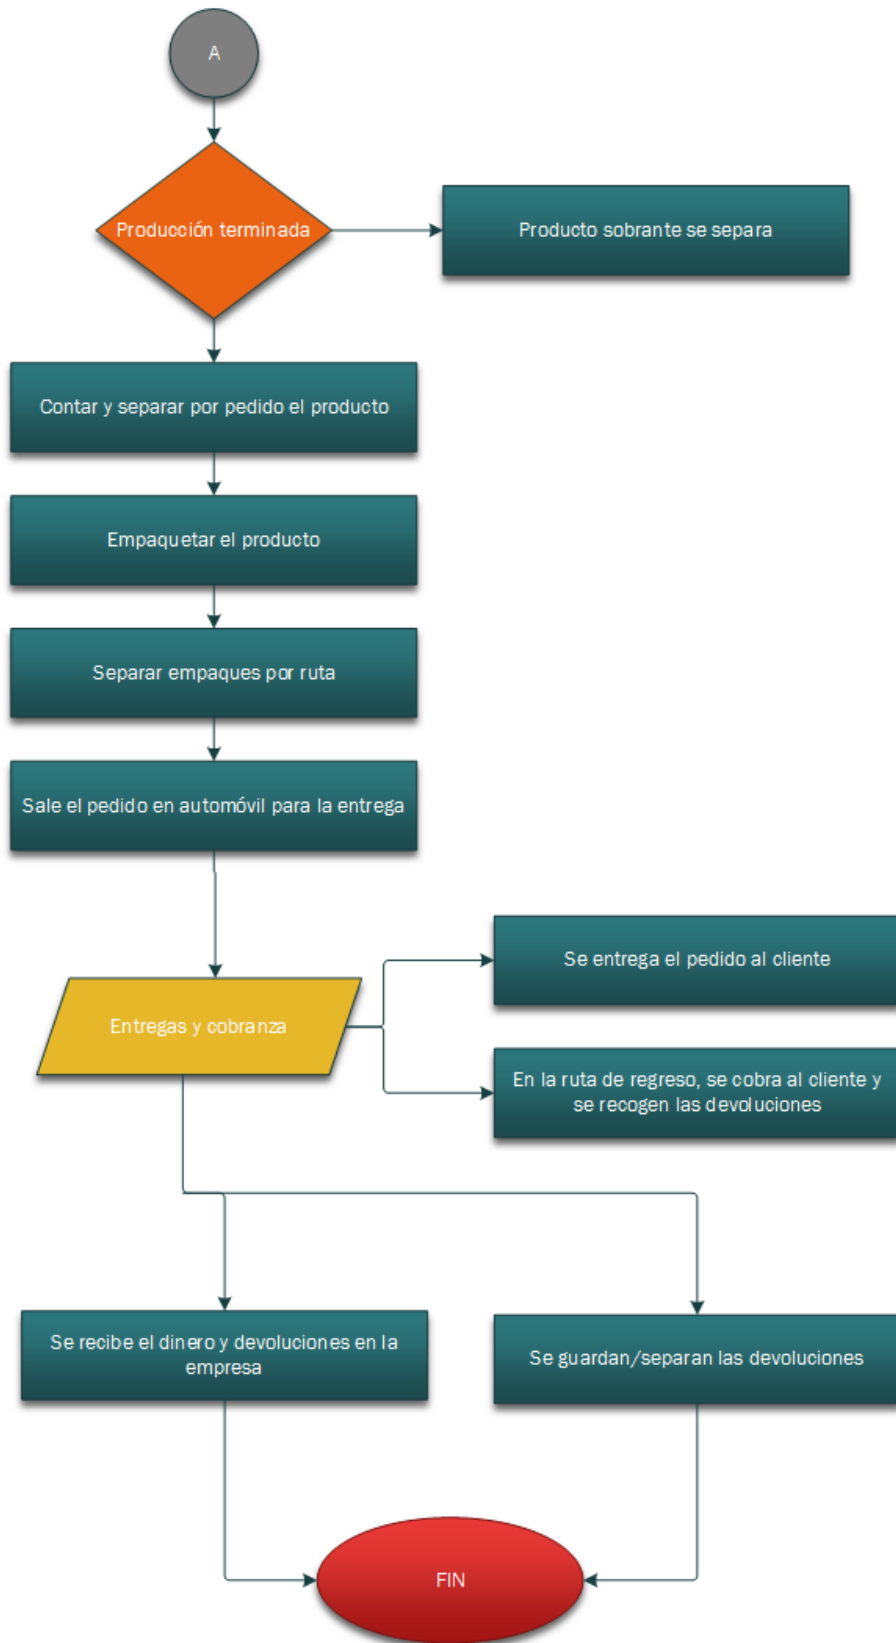 A
Producción terminada
Producto sobrante se separa
Contar y separar por pedido el producto
Empaquetar el producto
Separar empaques por ruta
Sale el pedido en automóvil para la entrega
Se entrega el pedido al cliente
Entregas y cobranza
En la ruta de regreso, se cobra al cliente y
se recogen las devoluciones
Se recibe el dinero y devoluciones en la
empresa
Se guardan/separan las devoluciones
FIN